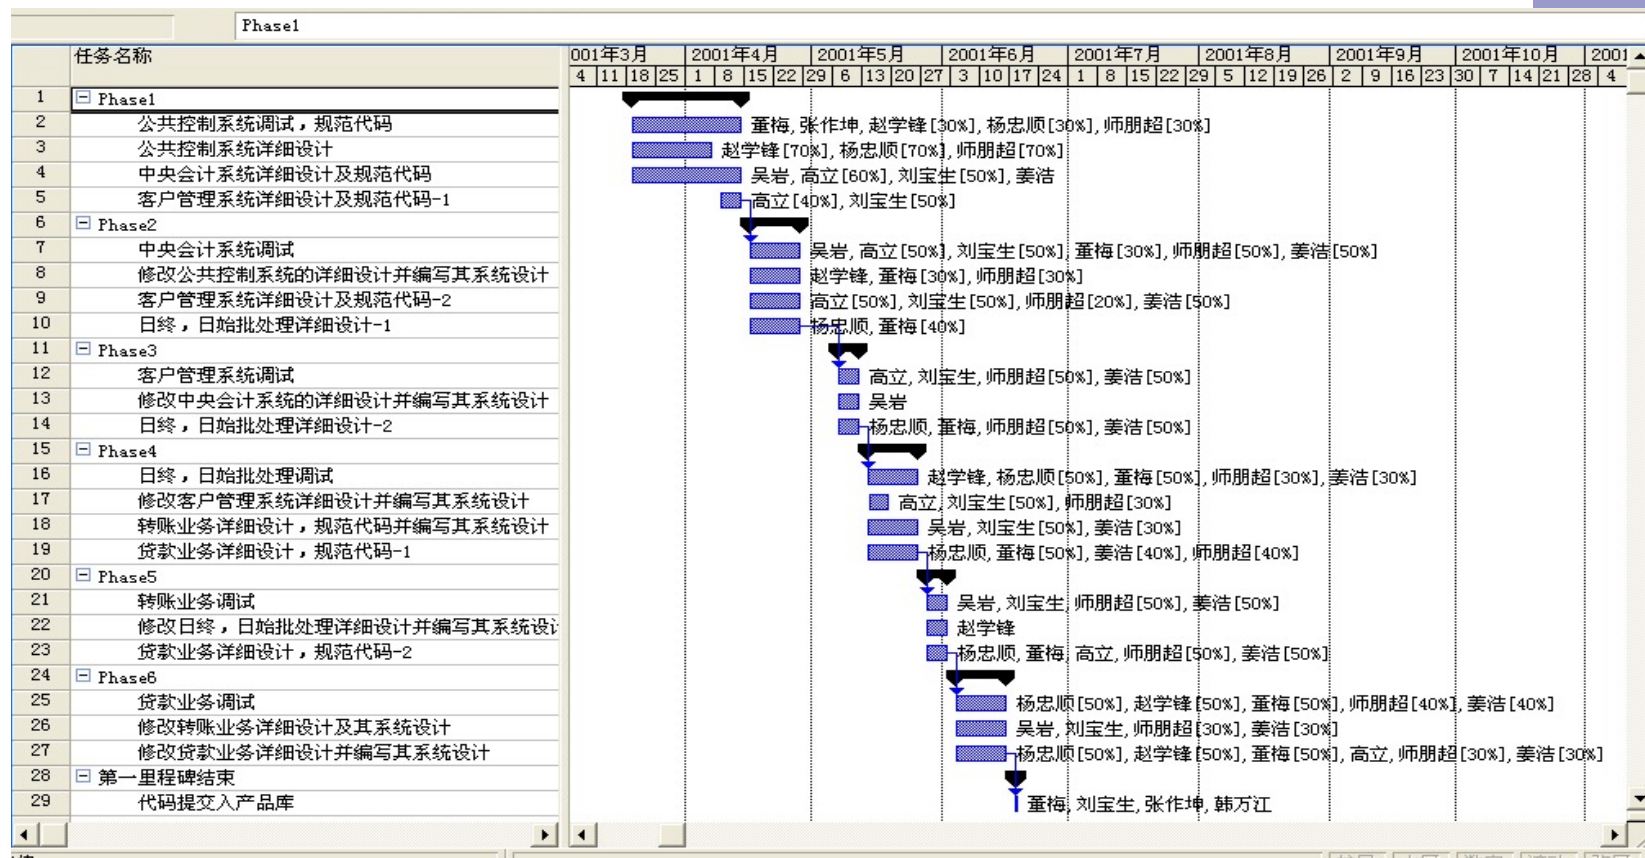 Phase1
任务名称
001年3月 2001年4月 2001年5月 2001年6月 2001年7月 2001年8月 2001年9月 2001年10月 2001
4 11 18 25 1 8 15 22 29 6 13 20 27 3 10 17 24 1 8 15 22 29 5 12 19 26 2 9 16 23 30 7 14 21 28 4
1 Phase1
2 公共控制系统调试，规范代码 董梅,张作坤,赵学锋[30%],杨忠顺[30%],师朋超[30%]
3 公共控制系统详细设计 赵学锋[70%],杨忠顺[70%],师朋超[70%]
4 中央会计系统详细设计及规范代码 吴岩,高立[60%],刘宝生[50%],姜浩
5 客户管理系统详细设计及规范代码-1 高立[40%],刘宝生[50%]
6 Phase2
7 中央会计系统调试 吴岩,高立[50%],刘宝生[50%],董梅[30%],师朋超[50%],姜浩[50%]
8 修改公共控制系统的详细设计并编写其系统设计 赵学锋,董梅[30%],师朋超[30%]
9 客户管理系统详细设计及规范代码-2 高立[50%],刘宝生[50%],师朋超[20%],姜浩[50%]
10 日终，日始批处理详细设计-1 杨忠顺,董梅[40%]
11 Phase3
12 客户管理系统调试 高立,刘宝生,师朋超[50%],姜浩[50%]
13 修改中央会计系统的详细设计并编写其系统设计 吴岩
14 日终，日始批处理详细设计-2 杨忠顺,董梅,师朋超[50%],姜浩[50%]
15 Phase4
16 日终，日始批处理调试 赵学锋,杨忠顺[50%],董梅[50%],师朋超[30%],姜浩[30%]
17 修改客户管理系统详细设计并编写其系统设计 高立,刘宝生[50%],师朋超[30%]
18 转账业务详细设计，规范代码并编写其系统设计 吴岩,刘宝生[50%],姜浩[30%]
19 贷款业务详细设计，规范代码-1 杨忠顺,董梅[50%],姜浩[40%],师朋超[40%]
20 Phase5
21 转账业务调试 吴岩,刘宝生,师朋超[50%],姜浩[50%]
22 修改日终，日始批处理详细设计并编写其系统设 赵学锋
23 贷款业务详细设计，规范代码-2 杨忠顺,董梅,高立,师朋超[50%],姜浩[50%]
24 Phase6
25 贷款业务调试 杨忠顺[50%],赵学锋[50%],董梅[50%],师朋超[40%],姜浩[40%]
26 修改转账业务详细设计及其系统设计 吴岩,刘宝生,师朋超[30%],姜浩[30%]
27 修改贷款业务详细设计并编写其系统设计 杨忠顺[50%],赵学锋[50%],董梅[50%],高立,师朋超[30%],姜浩[30%]
28 第一里程碑结束
29 代码提交入产品库 董梅,刘宝生,张作坤,韩万江